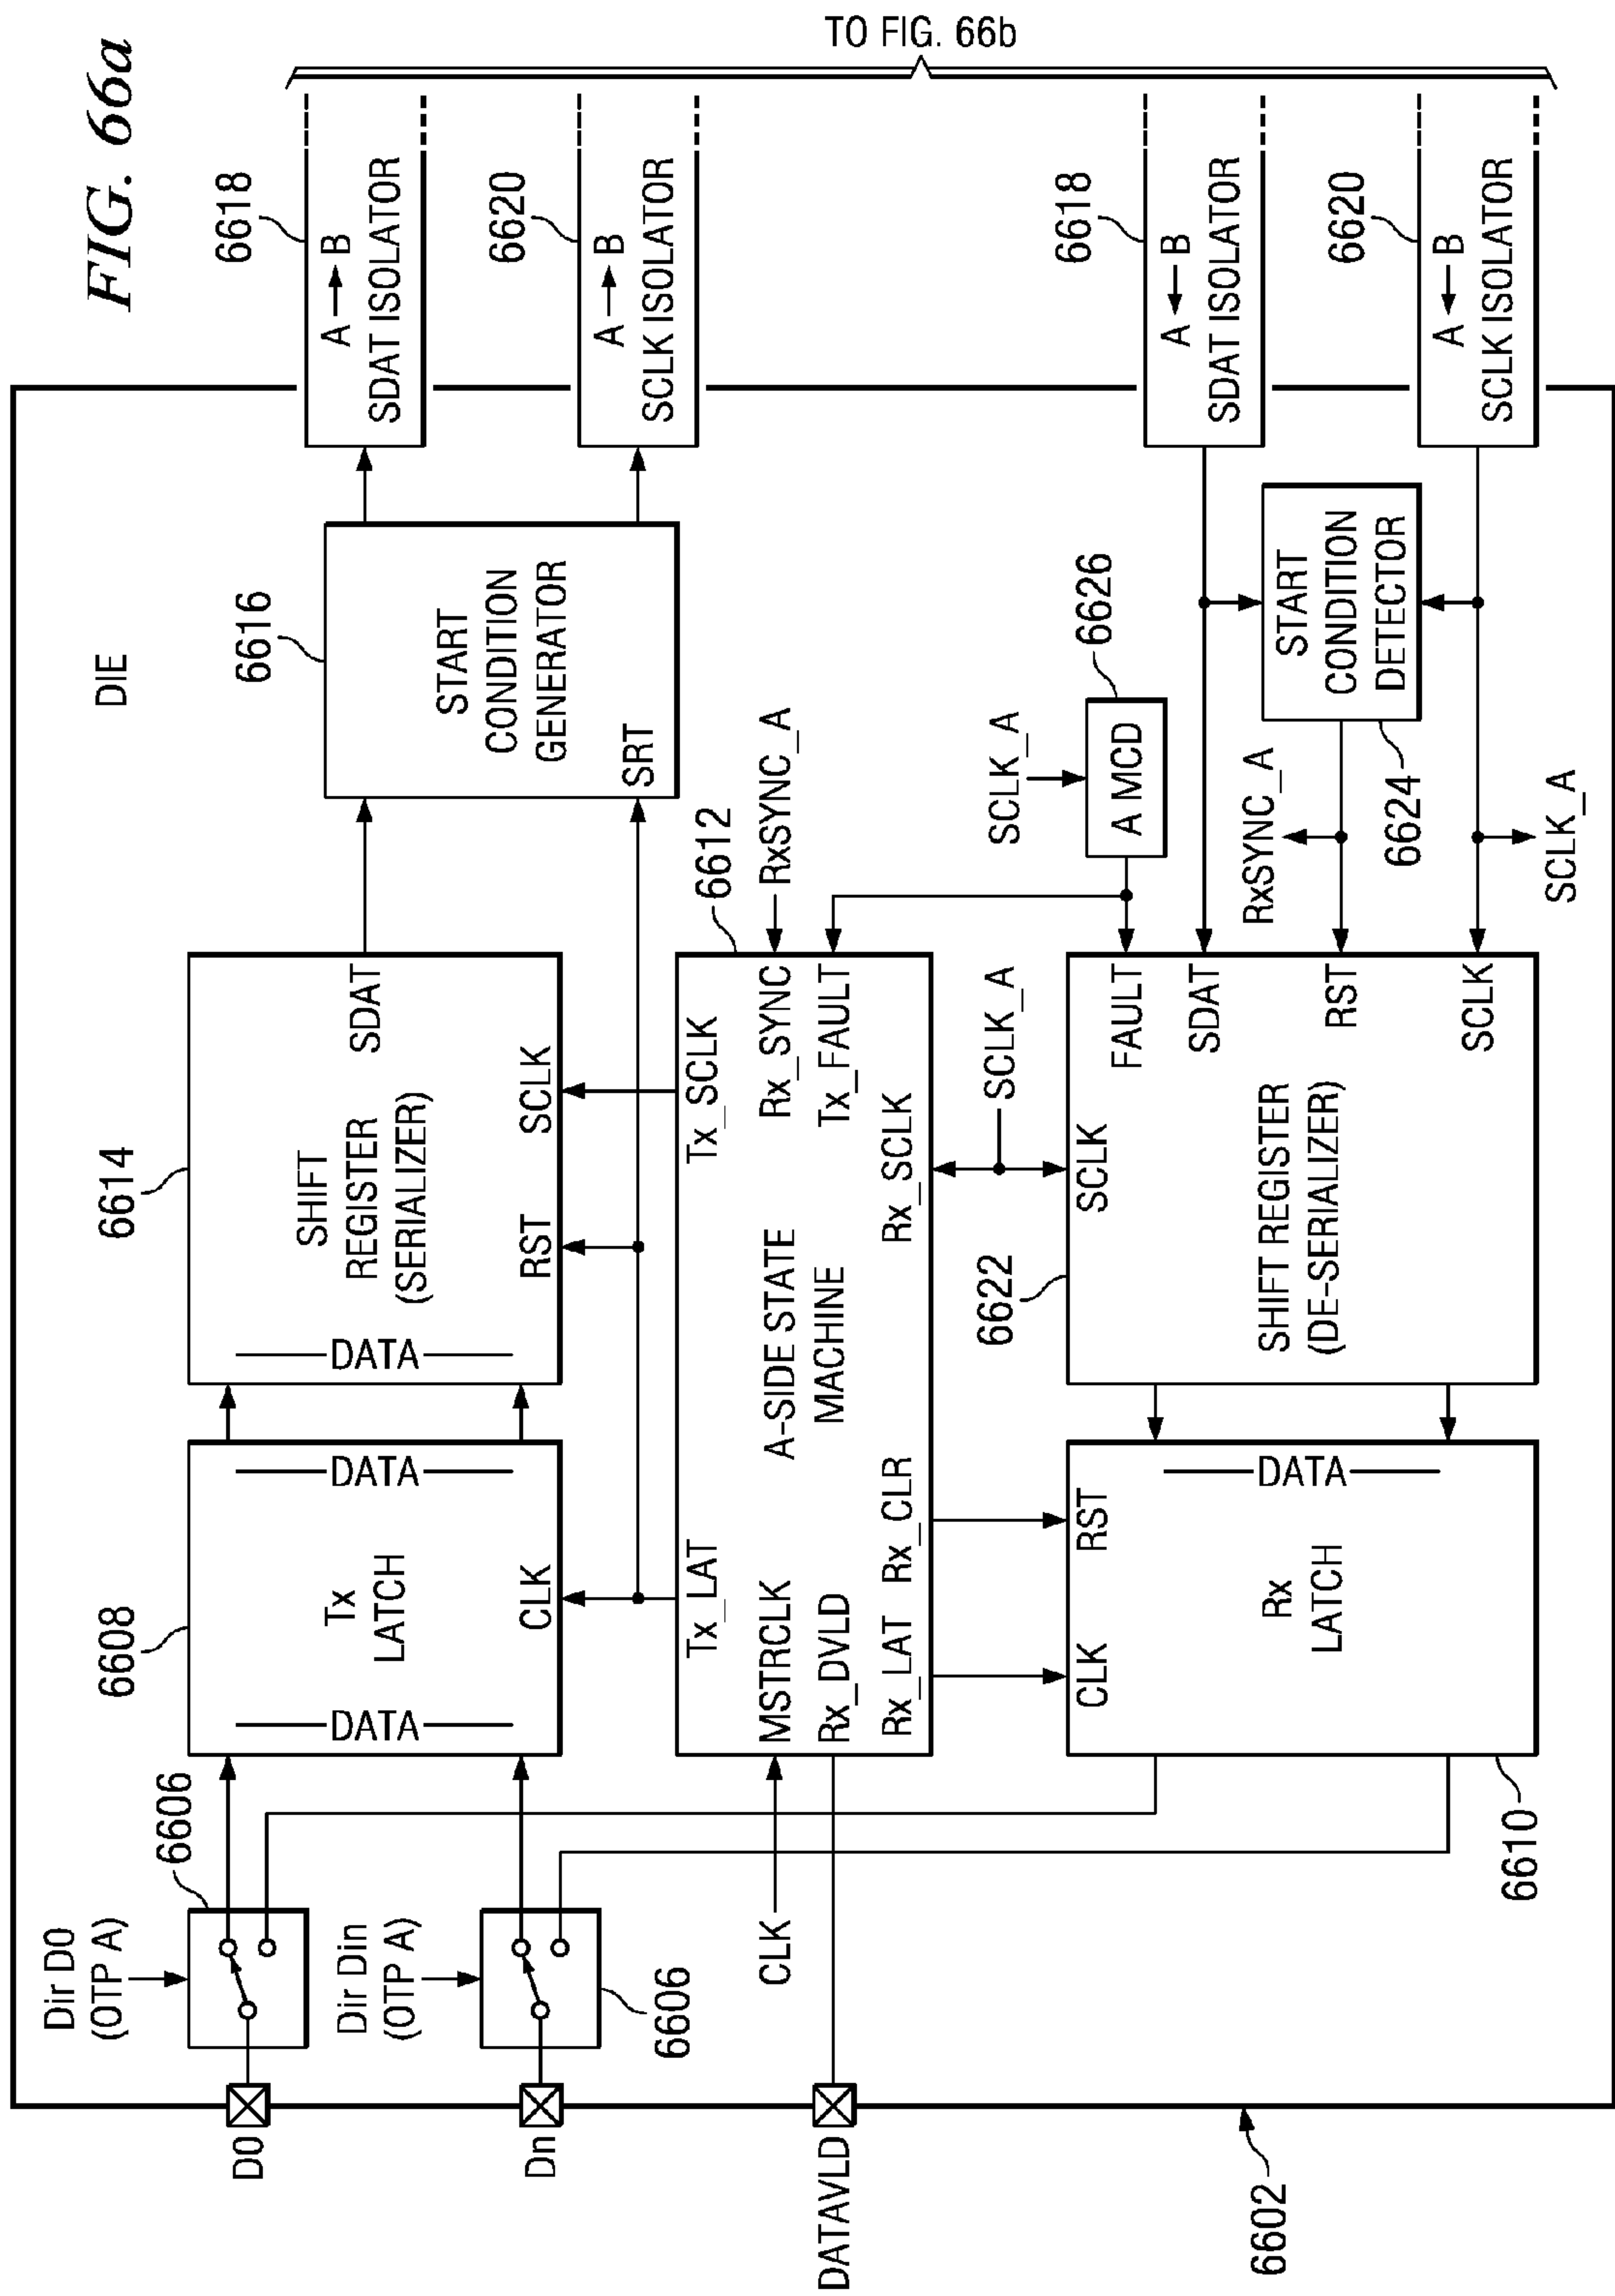 FIG. 66a
TO FIG. 66b
DIE
6618
A B
SDAT ISOLATOR
6620
A B
SCLK ISOLATOR
6618
A B
SDAT ISOLATOR
6620
A B
SCLK ISOLATOR
6616
START
CONDITION
GENERATOR
SRT
6614
SHIFT
REGISTER
(SERIALIZER)
DATA
SDAT
RST
SCLK
6608
Tx
LATCH
DATA
DATA
CLK
6606
Dir D0
(OTP A)
Dir Din
(OTP A)
6606
D0
Dn
DATAVLD
6602
CLK
6612
A-SIDE STATE
MACHINE
Tx_LAT
Tx_SCLK
MSTRCLK
Rx_SYNC
RxSYNC_A
Rx_DVLD
Tx_FAULT
Rx_LAT
Rx_CLR
Rx_SCLK
SCLK_A
SCLK_A
A MCD
6626
6622
SHIFT REGISTER
(DE-SERIALIZER)
SCLK
FAULT
SDAT
RST
SCLK
START
CONDITION
DETECTOR
6624
RxSYNC_A
SCLK_A
CLK
RST
DATA
Rx
LATCH
6610